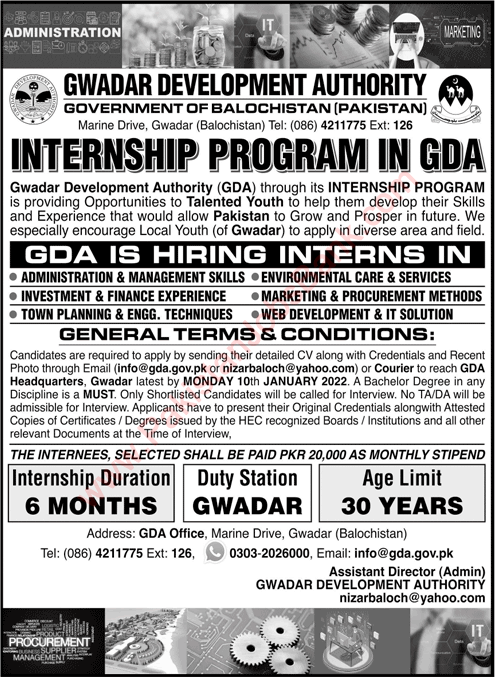 ADMINISTRATION
IT
MARKETING
GWADAR DEVELOPMENT AUTHORITY
GOVERNMENT OF BALOCHISTAN (PAKISTAN)
Marine Drive, Gwadar (Balochistan) Tel: (086) 4211775 Ext: 126
INTERNSHIP PROGRAM IN GDA
Gwadar Development Authority (GDA) through its INTERNSHIP PROGRAM
is providing Opportunities to Talented Youth to help them develop their Skills
and Experience that would allow Pakistan to Grow and Prosper in future. We
especially encourage Local Youth (of Gwadar) to apply in diverse area and field.
GDA IS HIRING INTERNS IN
• ADMINISTRATION & MANAGEMENT SKILLS • ENVIRONMENTAL CARE & SERVICES
• INVESTMENT & FINANCE EXPERIENCE • MARKETING & PROCUREMENT METHODS
• TOWN PLANNING & ENGG. TECHNIQUES • WEB DEVELOPMENT & IT SOLUTION
GENERAL TERMS & CONDITIONS:
Candidates are required to apply by sending their detailed CV along with Credentials and Recent
Photo through Email (info@gda.gov.pk / nizarbaloch@yahoo.com) or Courier to reach GDA
Headquarters, Gwadar latest by MONDAY 10th JANUARY 2022. A Bachelor Degree in any
Discipline is a MUST. Only Shortlisted Candidates will be called for Interview. No TA/DA will be
admissible for Interview. Applicants have to present their Original Credentials alongwith Attested
Copies of Certificates / Degrees issued by the HEC recognized Boards / Institutions and all other
relevant Documents at the Time of Interview,
THE INTERNEES, SELECTED SHALL BE PAID PKR 20,000 AS MONTHLY STIPEND
Internship Duration
6 MONTHS
Duty Station
GWADAR
Age Limit
30 YEARS
Address: GDA Office, Marine Drive, Gwadar (Balochistan)
Tel: (086) 4211775 Ext: 126, 0303-2026000, Email: info@gda.gov.pk
Assistant Director (Admin)
GWADAR DEVELOPMENT AUTHORITY
nizarbaloch@yahoo.com
PRODUCT
PROCUREMENT
BUSINESS SUPPLIER
MANAGEMENT
IT